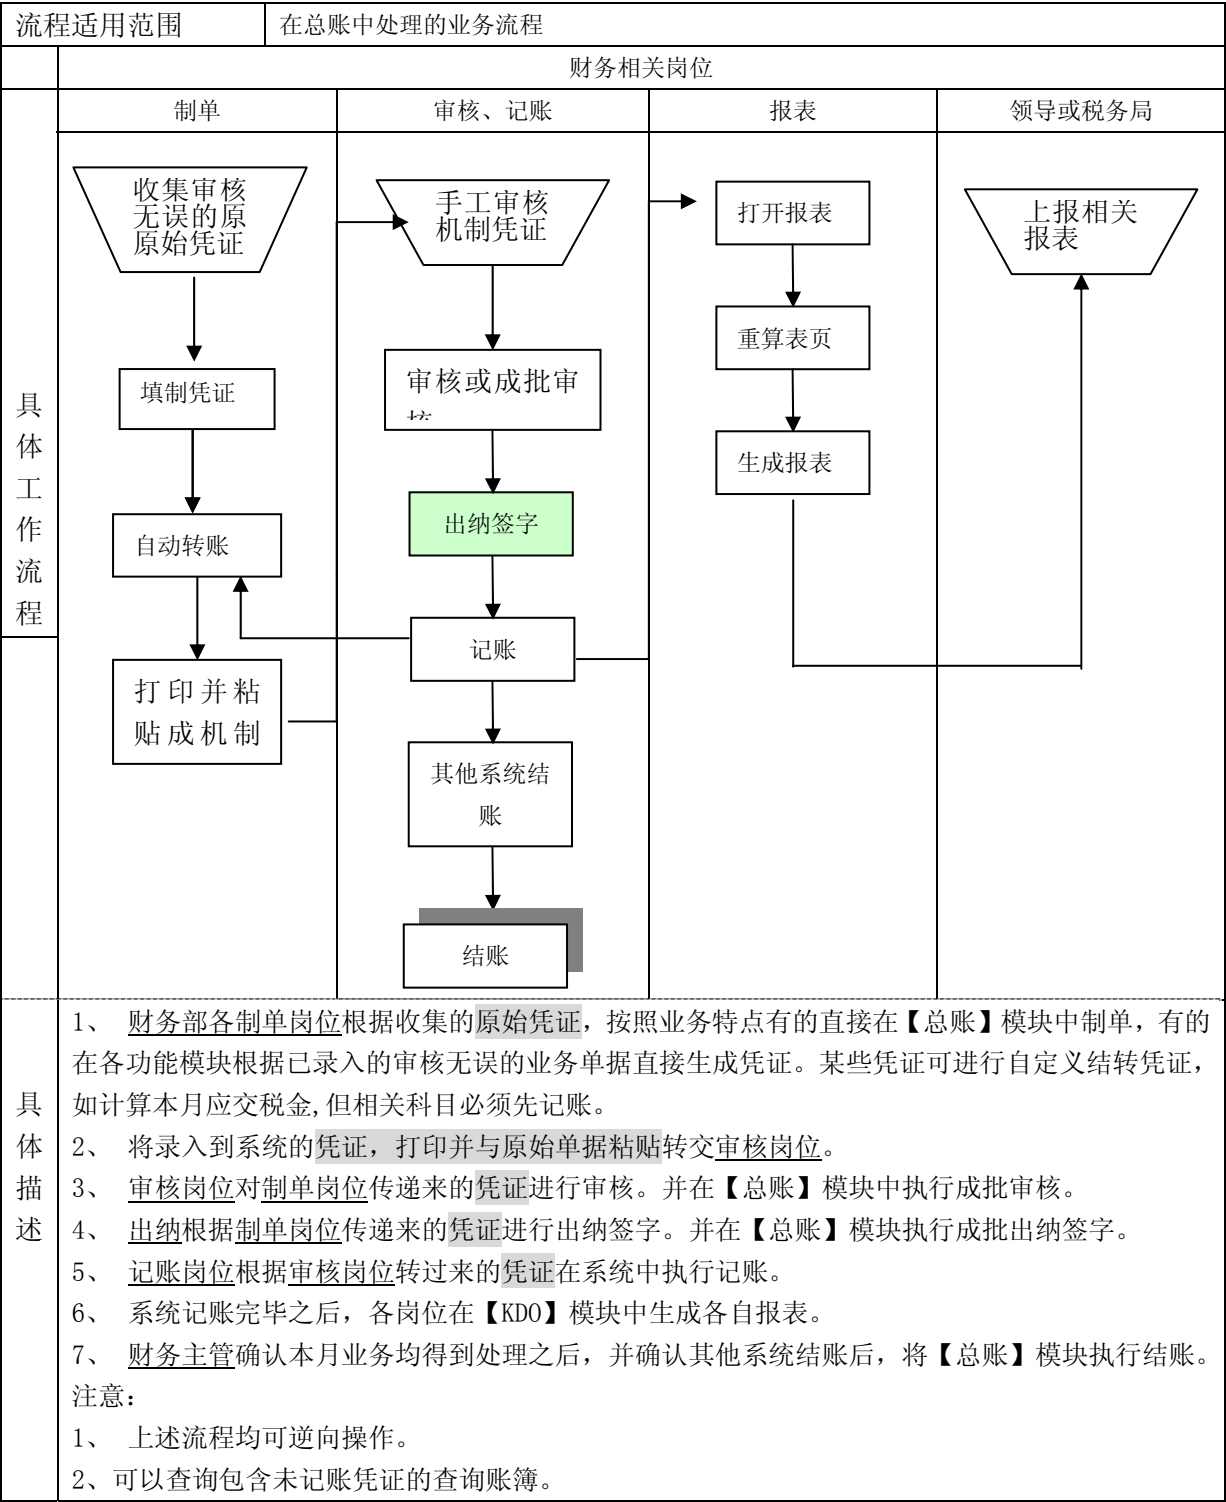 流程适用范围
在总账中处理的业务流程
财务相关岗位
制单
审核、记账
报表
领导或税务局
具
体
工
作
流
程
收集审核
无误的原
原始凭证
填制凭证
自动转账
打印并粘
贴成机制
手工审核
机制凭证
审核或成批审
出纳签字
记账
其他系统结
账
结账
打开报表
重算表页
生成报表
上报相关
报表
具
体
描
述
1、 财务部各制单岗位根据收集的原始凭证，按照业务特点有的直接在【总账】模块中制单，有的
在各功能模块根据已录入的审核无误的业务单据直接生成凭证。某些凭证可进行自定义结转凭证，
如计算本月应交税金,但相关科目必须先记账。
2、 将录入到系统的凭证，打印并与原始单据粘贴转交审核岗位。
3、 审核岗位对制单岗位传递来的凭证进行审核。并在【总账】模块中执行成批审核。
4、 出纳根据制单岗位传递来的凭证进行出纳签字。并在【总账】模块执行成批出纳签字。
5、 记账岗位根据审核岗位转过来的凭证在系统中执行记账。
6、 系统记账完毕之后，各岗位在【KDO】模块中生成各自报表。
7、 财务主管确认本月业务均得到处理之后，并确认其他系统结账后，将【总账】模块执行结账。
注意：
1、 上述流程均可逆向操作。
2、可以查询包含未记账凭证的查询账簿。